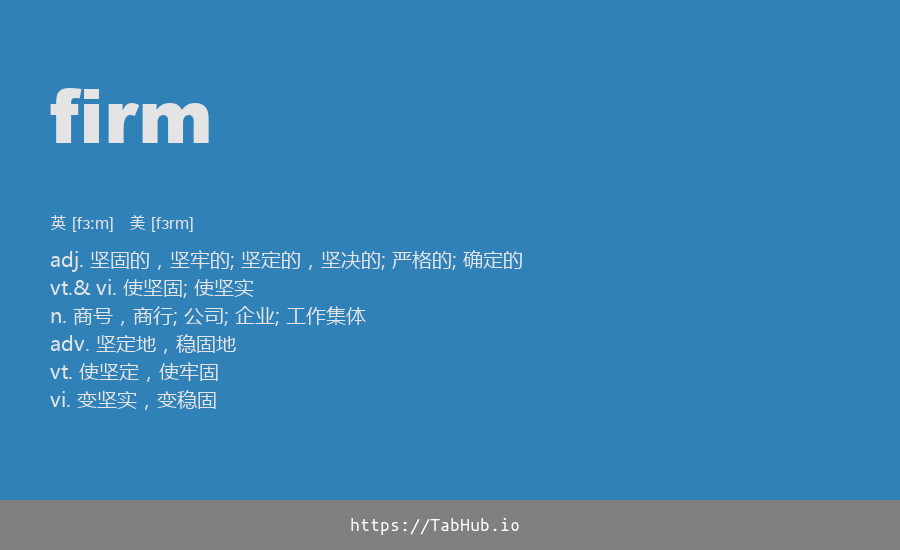 firm
英 [fɜːm] 美 [fɜrm]
adj. 坚固的，坚牢的; 坚定的，坚决的; 严格的; 确定的
vt.& vi. 使坚固; 使坚实
n. 商号，商行; 公司; 企业; 工作集体
adv. 坚定地，稳固地
vt. 使坚定，使牢固
vi. 变坚实，变稳固
https://TabHub.io